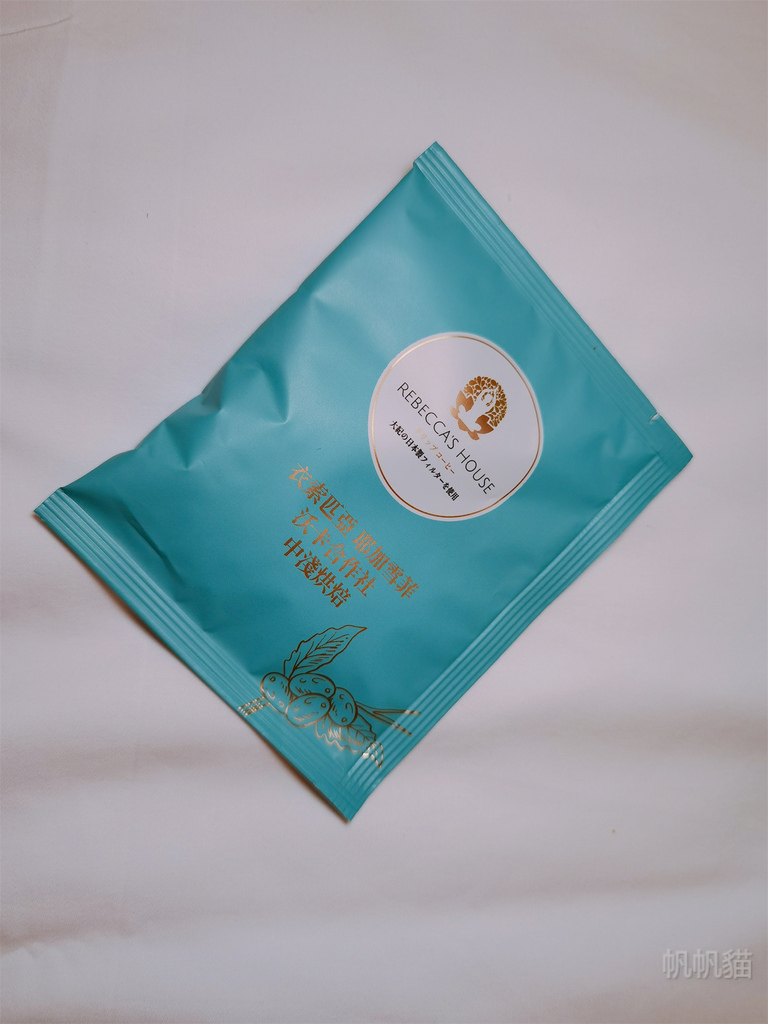 REBECCA'S HOUSE
ドリップコーヒー
大紀の日本製フィルターを使用
衣索匹亞 耶加雪菲
沃卡合作社
中淺烘焙
帆帆貓